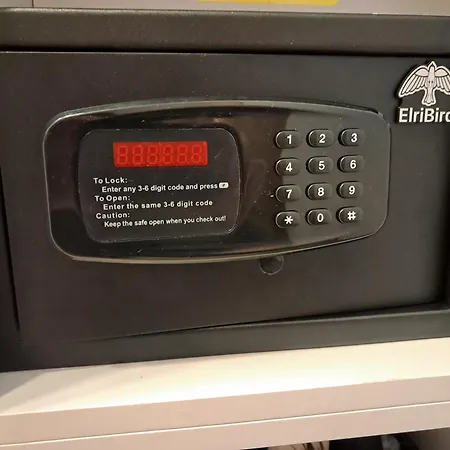 ElriBird
888888
To Lock:
Enter any 3-6 digit code and press #
To Open:
Enter the same 3-6 digit code
Caution:
Keep the safe open when you check out!
1 2 3
4 5 6
7 8 9
* 0 #